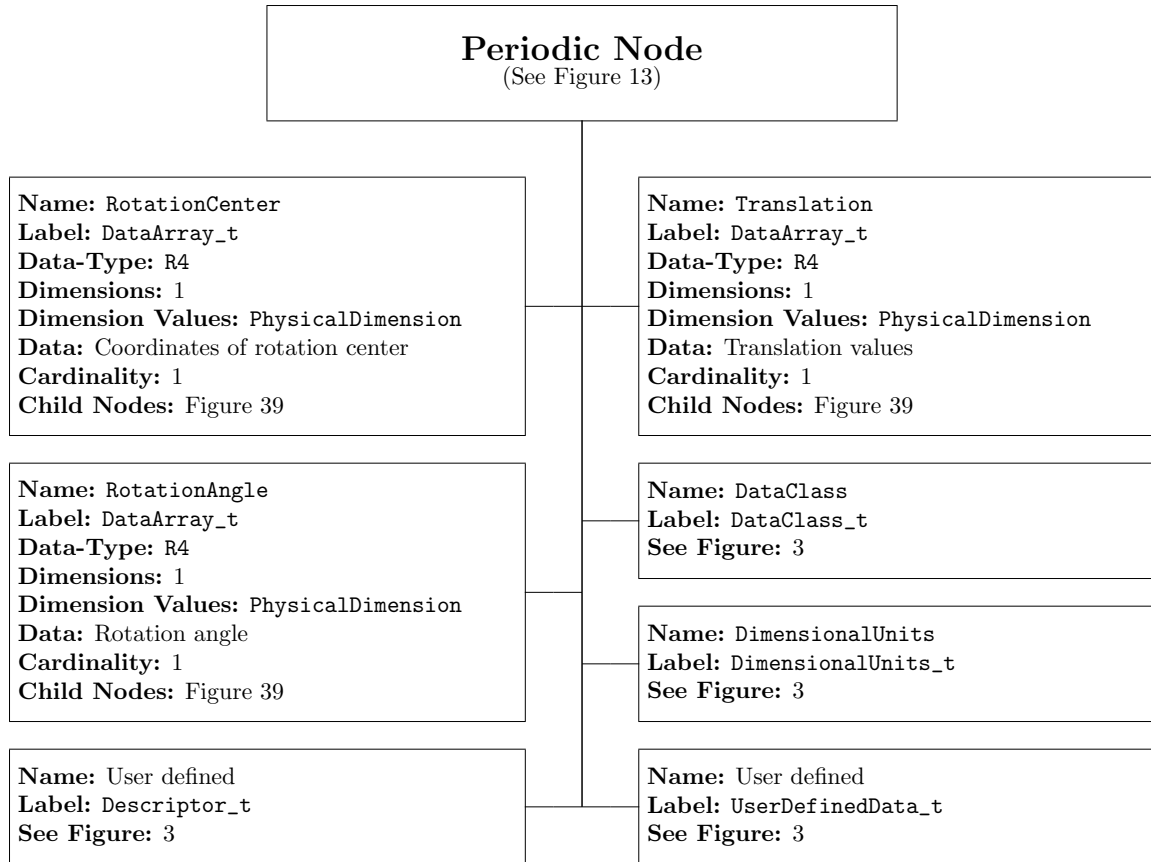 Periodic Node
(See Figure 13)
Name: RotationCenter
Label: DataArray_t
Data-Type: R4
Dimensions: 1
Dimension Values: PhysicalDimension
Data: Coordinates of rotation center
Cardinality: 1
Child Nodes: Figure 39
Name: Translation
Label: DataArray_t
Data-Type: R4
Dimensions: 1
Dimension Values: PhysicalDimension
Data: Translation values
Cardinality: 1
Child Nodes: Figure 39
Name: RotationAngle
Label: DataArray_t
Data-Type: R4
Dimensions: 1
Dimension Values: PhysicalDimension
Data: Rotation angle
Cardinality: 1
Child Nodes: Figure 39
Name: DataClass
Label: DataClass_t
See Figure: 3
Name: DimensionalUnits
Label: DimensionalUnits_t
See Figure: 3
Name: User defined
Label: Descriptor_t
See Figure: 3
Name: User defined
Label: UserDefinedData_t
See Figure: 3